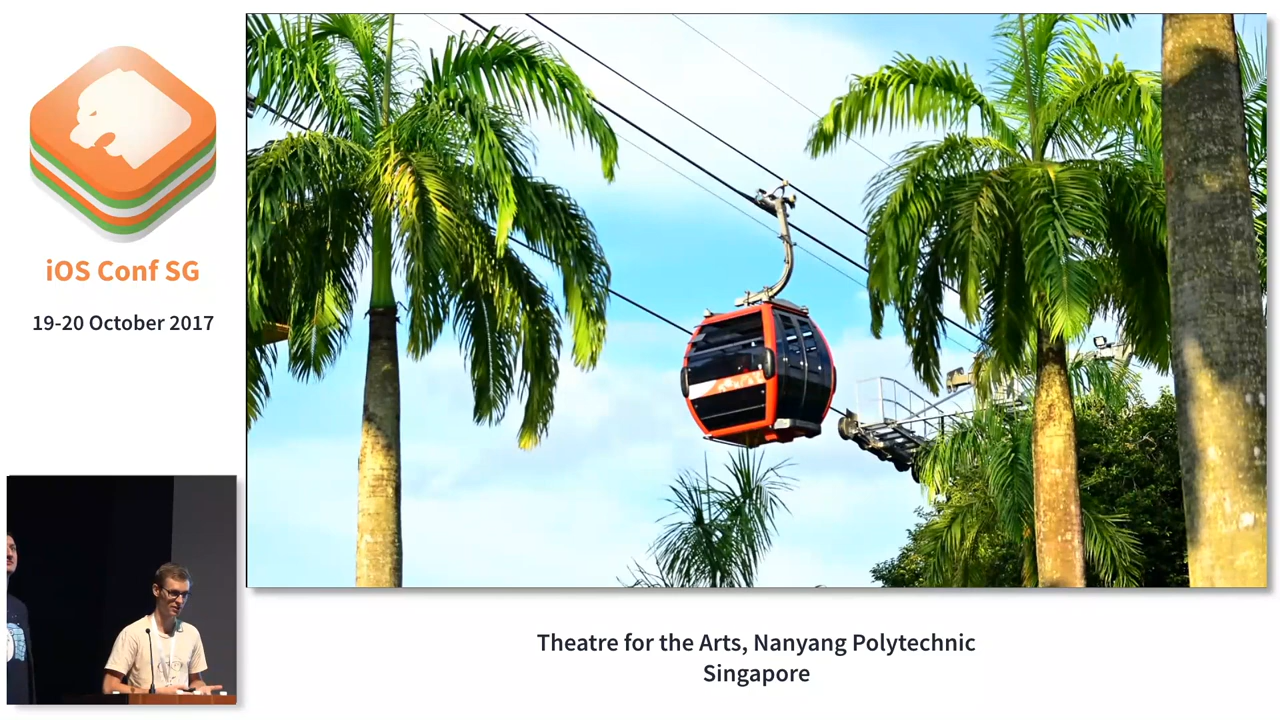 iOS Conf SG
19-20 October 2017
Theatre for the Arts, Nanyang Polytechnic
Singapore